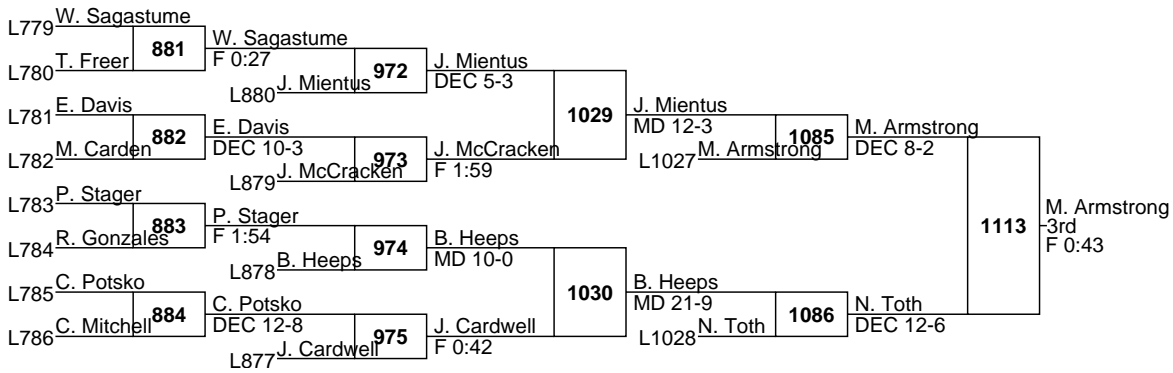 W. Sagastume
L779
881
W. Sagastume
F 0:27
T. Freer
L780
972
J. Mientus
DEC 5-3
J. Mientus
L880
E. Davis
L781
1029
J. Mientus
MD 12-3
882
E. Davis
DEC 10-3
1085
M. Armstrong
DEC 8-2
M. Carden
L782
973
J. McCracken
F 1:59
M. Armstrong
L1027
J. McCracken
L879
P. Stager
L783
883
P. Stager
F 1:54
M. Armstrong
3rd
F 0:43
1113
R. Gonzales
L784
974
B. Heeps
MD 10-0
B. Heeps
L878
C. Potsko
L785
1030
B. Heeps
MD 21-9
884
C. Potsko
DEC 12-8
1086
N. Toth
DEC 12-6
C. Mitchell
L786
975
J. Cardwell
F 0:42
N. Toth
L1028
J. Cardwell
L877